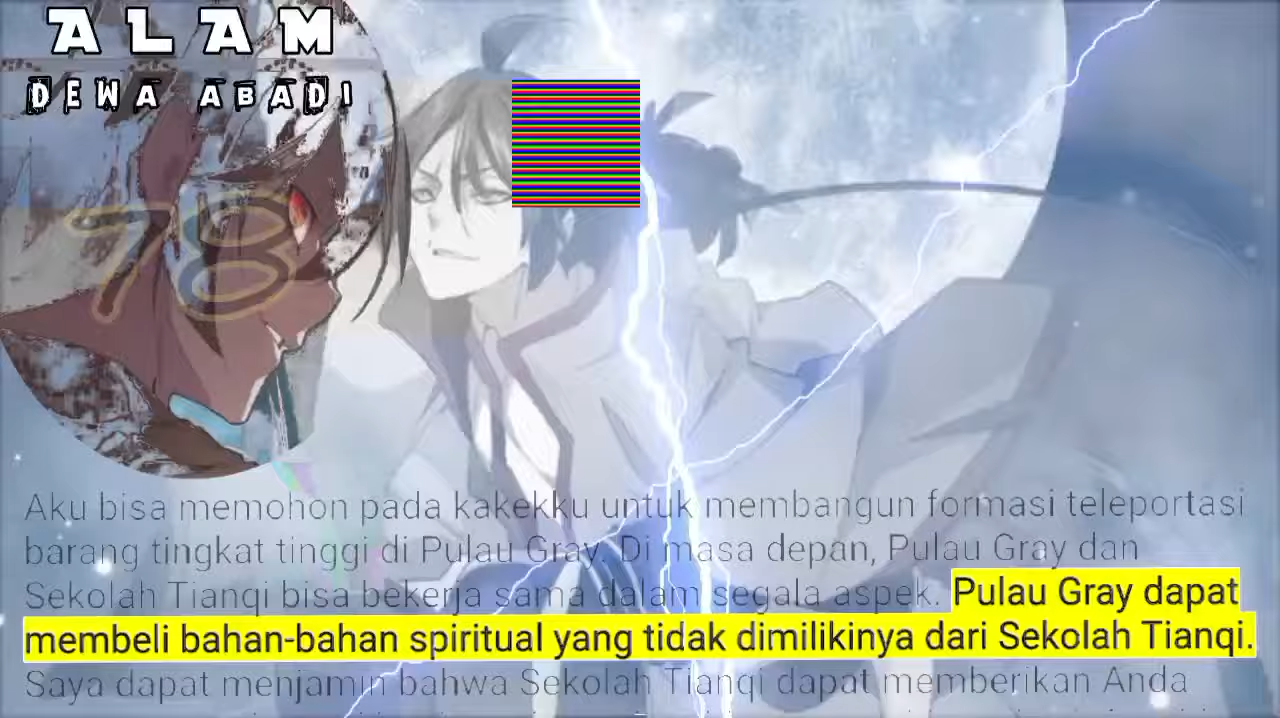 ALAM
DEWA ABADI
78
Aku bisa memohon pada kakekku untuk membangun formasi teleportasi
barang tingkat tinggi di Pulau Gray. Di masa depan, Pulau Gray dan
Sekolah Tianqi bisa bekerja sama dalam segala aspek. Pulau Gray dapat
membeli bahan-bahan spiritual yang tidak dimilikinya dari Sekolah Tianqi.
Saya dapat menjamin bahwa Sekolah Tianqi dapat memberikan Anda